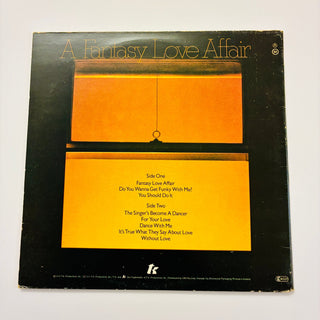 A Fantasy Love Affair
Side One
Fantasy Love Affair
Do You Wanna Get Funky With Me?
You Should Do It
Side Two
The Singer's Become A Dancer
For Your Love
Dance With Me
It's True What They Say About Love
Without Love